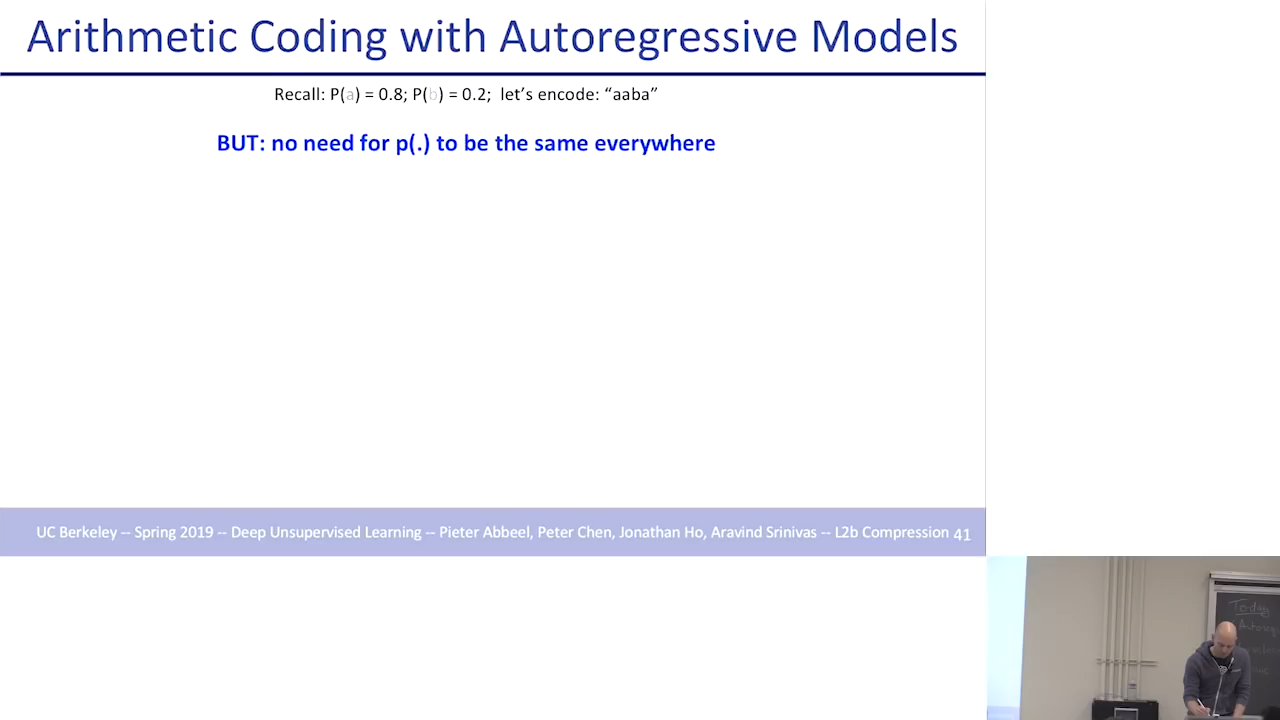 Arithmetic Coding with Autoregressive Models
Recall: P(a) = 0.8; P(b) = 0.2; let’s encode: “aaba”
BUT: no need for p(.) to be the same everywhere
UC Berkeley -- Spring 2019 -- Deep Unsupervised Learning -- Pieter Abbeel, Peter Chen, Jonathan Ho, Aravind Srinivas -- L2b Compression 41
Today